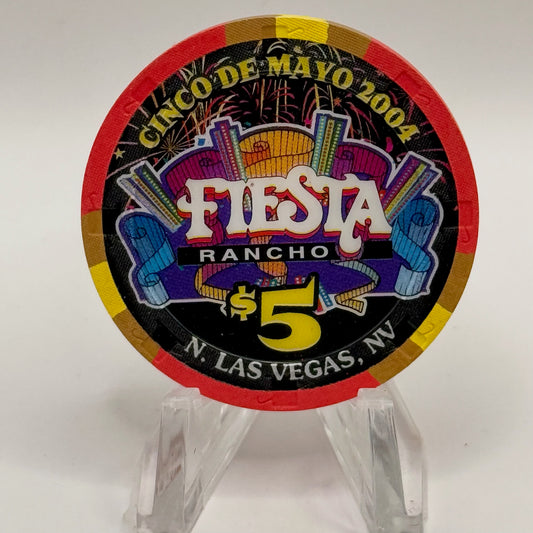 CINCO DE MAYO 2004
FIESTA
RANCHO
$5
N. LAS VEGAS, NV